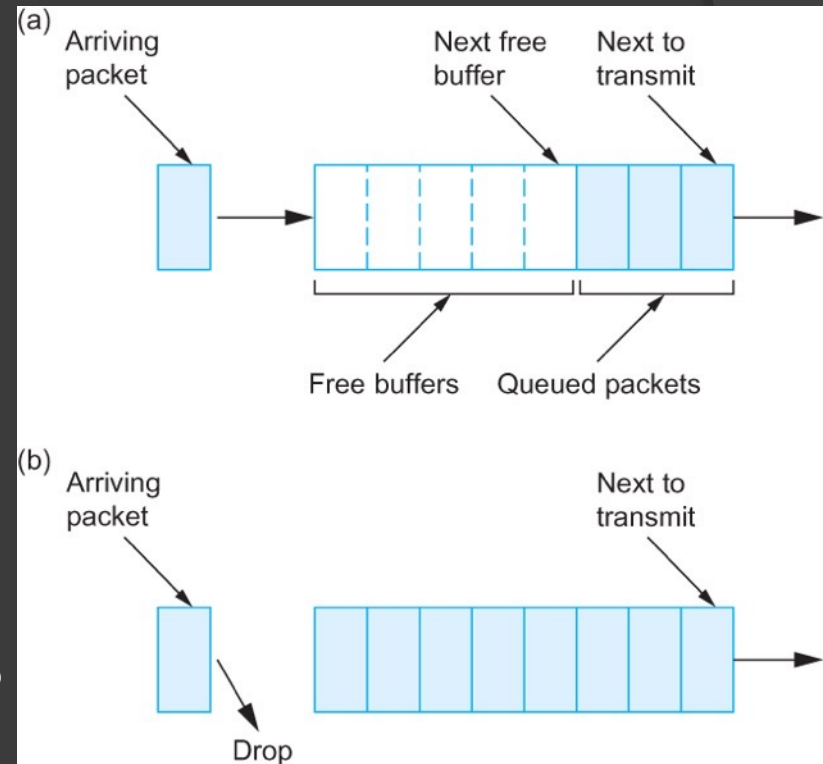 (a)
Arriving
packet
Next free
buffer
Next to
transmit
Free buffers
Queued packets
(b)
Arriving
packet
Next to
transmit
Drop